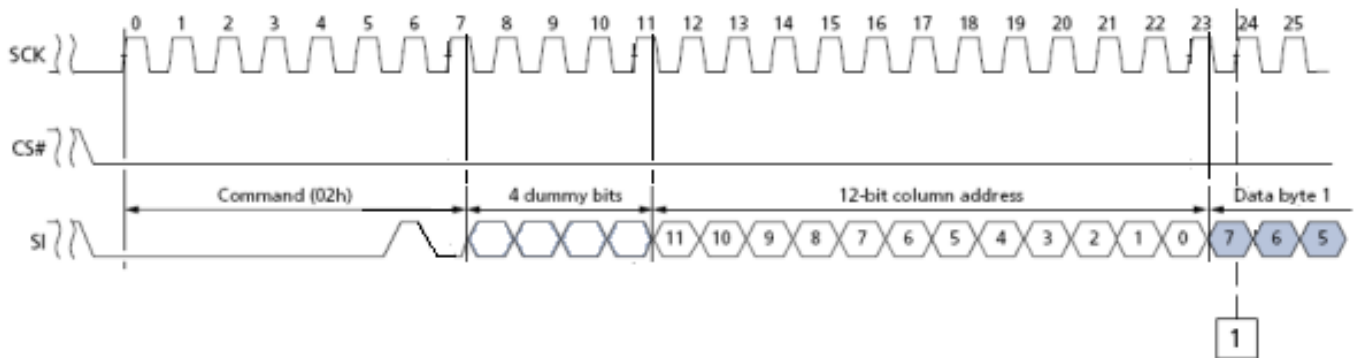 0 1 2 3 4 5 6 7 8 9 10 11 12 13 14 15 16 17 18 19 20 21 22 23 24 25
SCK
CS#
Command (02h) 4 dummy bits 12-bit column address Data byte 1
SI 11 10 9 8 7 6 5 4 3 2 1 0 7 6 5
1